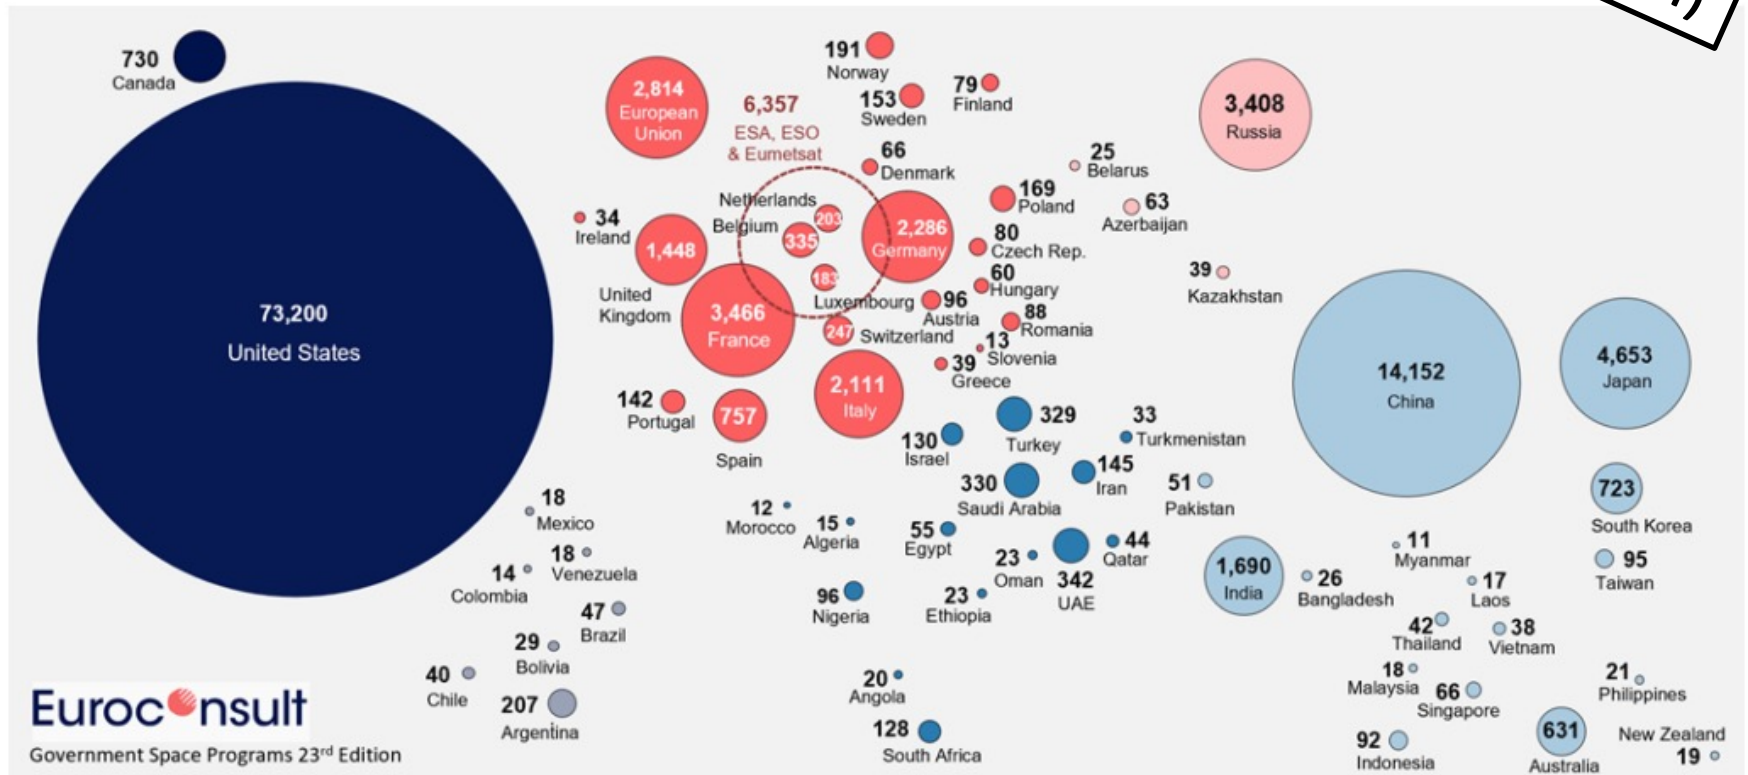 730
Canada
73,200
United States
2,814
European
Union
6,357
ESA, ESO
& Eumetsat
191
Norway
153
Sweden
79
Finland
66
Denmark
3,408
Russia
25
Belarus
169
Poland
63
Azerbaijan
34
Ireland
1,448
United
Kingdom
Netherlands
203
Belgium
335
183
Luxembourg
2,286
Germany
80
Czech Rep.
60
Hungary
96
Austria
88
Romania
13
Slovenia
39
Greece
39
Kazakhstan
3,466
France
247
Switzerland
2,111
Italy
142
Portugal
757
Spain
14,152
China
4,653
Japan
130
Israel
329
Turkey
33
Turkmenistan
330
Saudi Arabia
145
Iran
51
Pakistan
723
South Korea
18
Mexico
18
Venezuela
14
Colombia
47
Brazil
29
Bolivia
40
Chile
207
Argentina
12
Morocco
15
Algeria
55
Egypt
23
Oman
44
Qatar
342
UAE
96
Nigeria
23
Ethiopia
1,690
India
26
Bangladesh
11
Myanmar
17
Laos
95
Taiwan
42
Thailand
38
Vietnam
18
Malaysia
66
Singapore
21
Philippines
20
Angola
128
South Africa
92
Indonesia
631
Australia
New Zealand
19
Euroconsult
Government Space Programs 23rd Edition